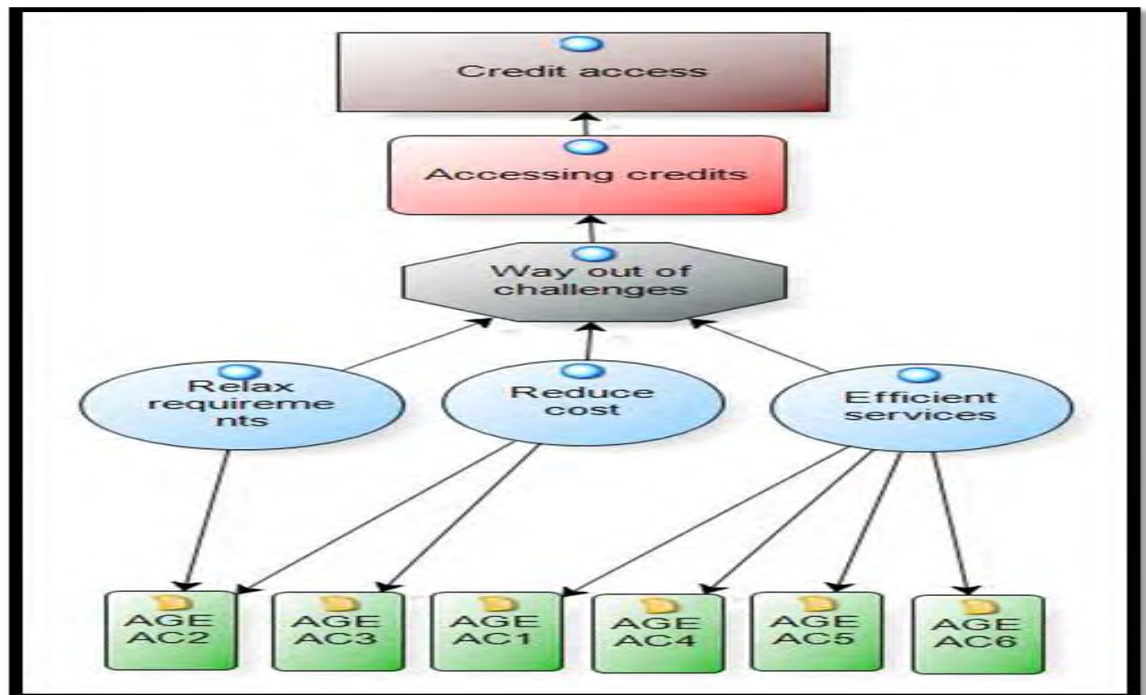 Credit access
Accessing credits
Way out of
challenges
Relax
requireme
nts
Reduce
cost
Efficient
services
AGE
AC2
AGE
AC3
AGE
AC1
AGE
AC4
AGE
AC5
AGE
AC6